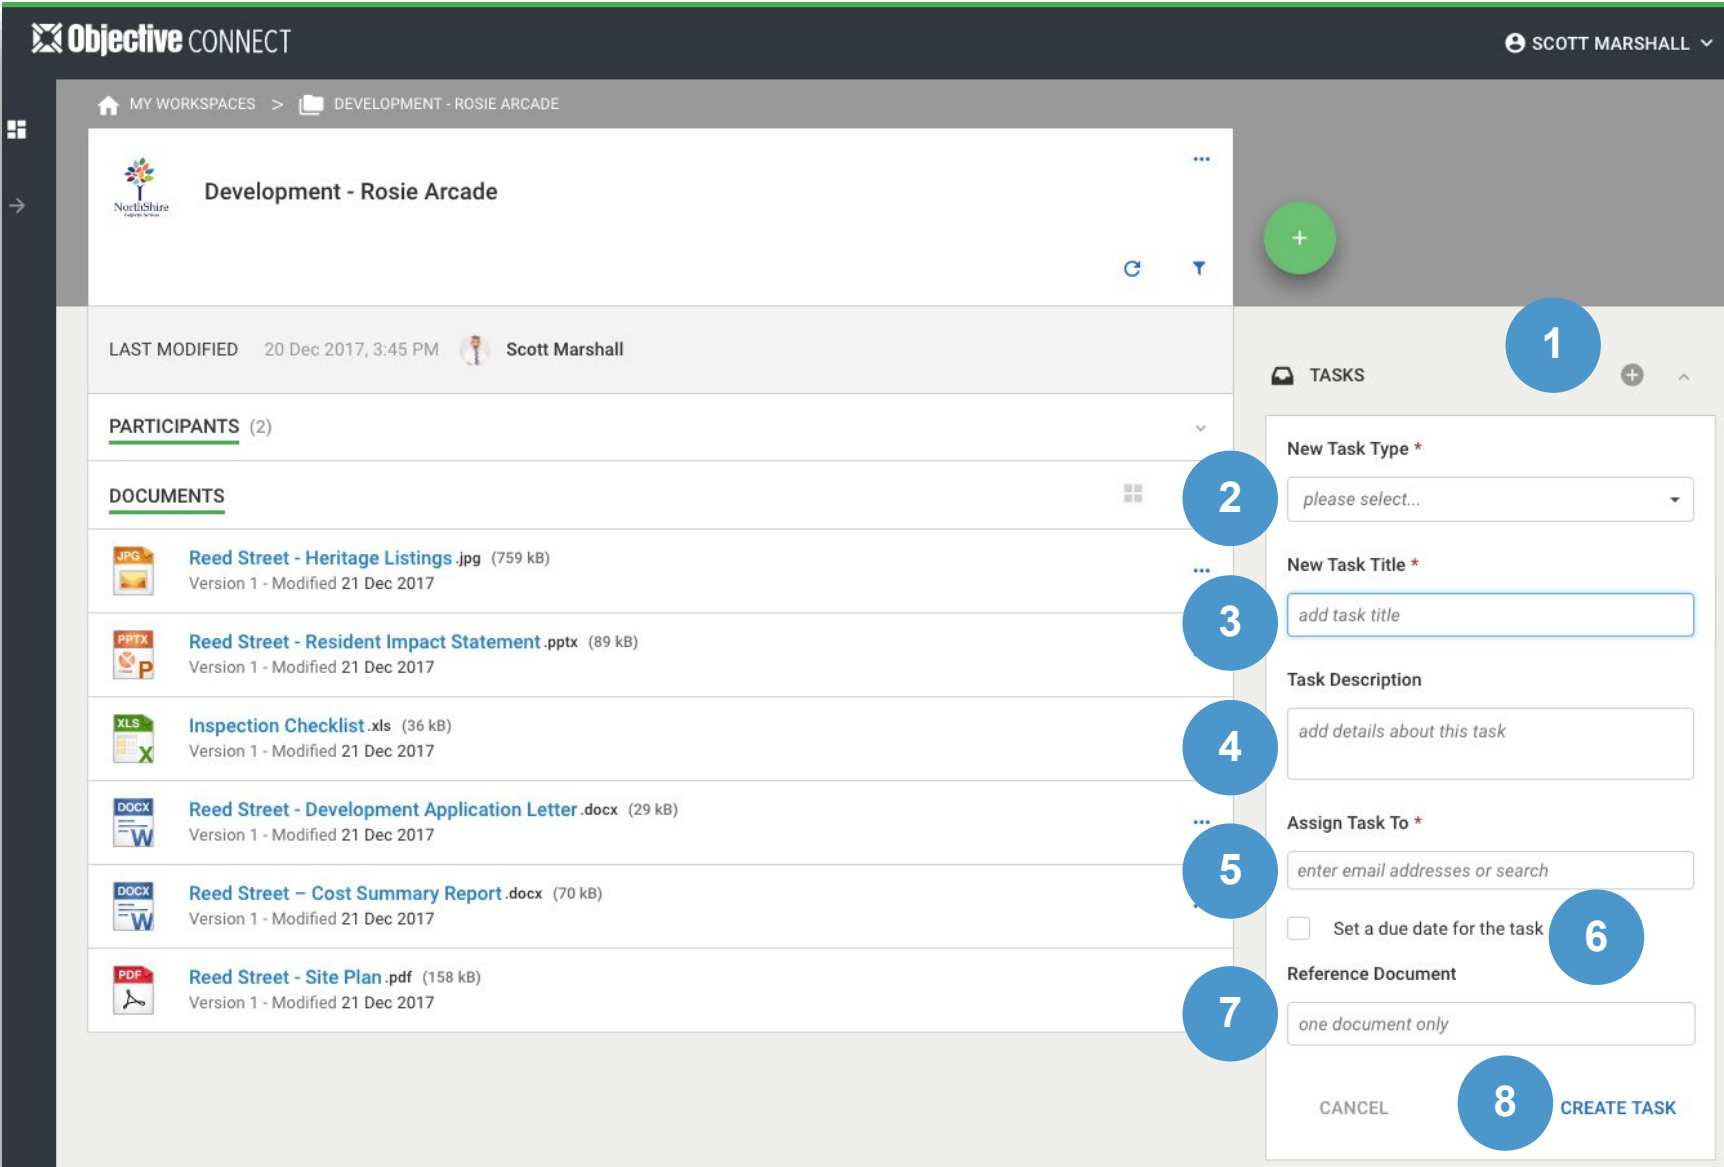 Objective CONNECT
SCOTT MARSHALL
MY WORKSPACES > DEVELOPMENT - ROSIE ARCADE
NorthShire
Corporate Services
Development - Rosie Arcade
+
LAST MODIFIED 20 Dec 2017, 3:45 PM Scott Marshall
PARTICIPANTS (2)
DOCUMENTS
JPG
Reed Street - Heritage Listings.jpg (759 kB)
Version 1 - Modified 21 Dec 2017
PPTX
Reed Street - Resident Impact Statement.pptx (89 kB)
Version 1 - Modified 21 Dec 2017
XLS
Inspection Checklist.xls (36 kB)
Version 1 - Modified 21 Dec 2017
DOCX
Reed Street - Development Application Letter.docx (29 kB)
Version 1 - Modified 21 Dec 2017
DOCX
Reed Street – Cost Summary Report.docx (70 kB)
Version 1 - Modified 21 Dec 2017
PDF
Reed Street - Site Plan.pdf (158 kB)
Version 1 - Modified 21 Dec 2017
1
TASKS
New Task Type *
2
please select...
New Task Title *
3
add task title
Task Description
4
add details about this task
Assign Task To *
5
enter email addresses or search
Set a due date for the task
6
Reference Document
7
one document only
CANCEL
8
CREATE TASK